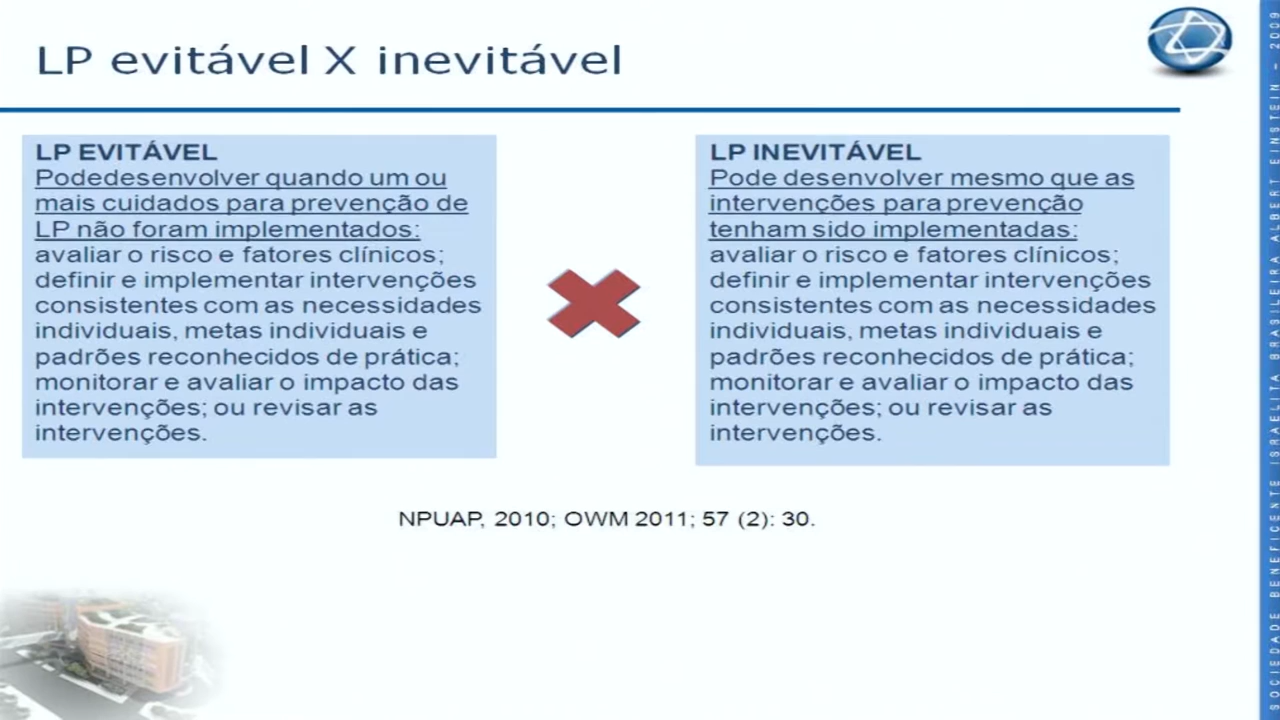 LP evitável X inevitável
LP EVITÁVEL
Podedesenvolver quando um ou
mais cuidados para prevenção de
LP não foram implementados:
avaliar o risco e fatores clínicos;
definir e implementar intervenções
consistentes com as necessidades
individuais, metas individuais e
padrões reconhecidos de prática;
monitorar e avaliar o impacto das
intervenções; ou revisar as
intervenções.
LP INEVITÁVEL
Pode desenvolver mesmo que as
intervenções para prevenção
tenham sido implementadas:
avaliar o risco e fatores clínicos;
definir e implementar intervenções
consistentes com as necessidades
individuais, metas individuais e
padrões reconhecidos de prática;
monitorar e avaliar o impacto das
intervenções; ou revisar as
intervenções.
NPUAP, 2010; OWM 2011; 57 (2): 30.
SOCIEDADE BENEFICENTE ISRAELITA BRASILEIRA ALBERT EINSTEIN - 2009